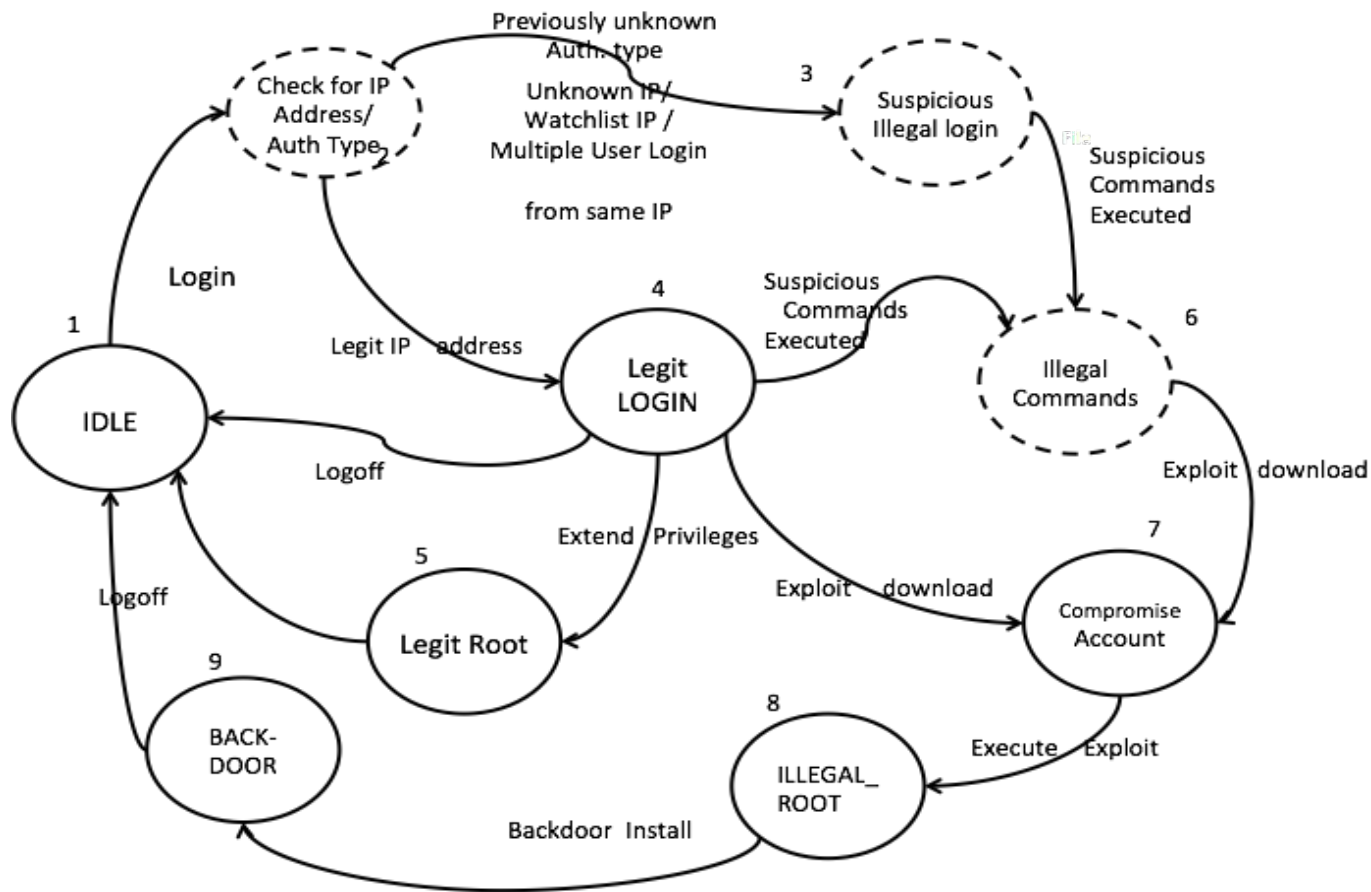 Previously unknown
Auth. type
Check for IP
Address/
Auth Type
2
Unknown IP/
Watchlist IP /
Multiple User Login
from same IP
3
Suspicious
Illegal login
Suspicious
Commands
Executed
Login
1
IDLE
Legit IP address
4
Legit
LOGIN
Suspicious
Commands
Executed
6
Illegal
Commands
Logoff
Extend Privileges
Exploit download
Exploit download
5
Legit Root
7
Compromise
Account
Logoff
9
BACK-
DOOR
8
ILLEGAL_
ROOT
Execute Exploit
Backdoor Install